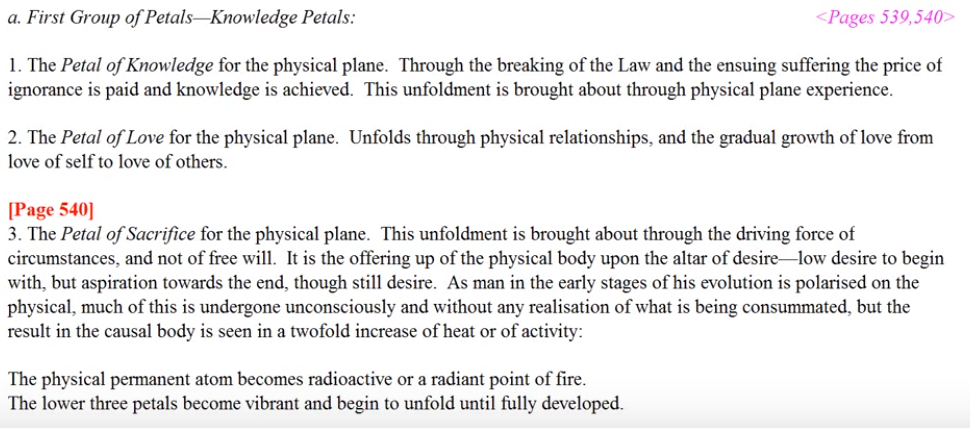 a. First Group of Petals—Knowledge Petals: <Pages 539,540>
1. The Petal of Knowledge for the physical plane. Through the breaking of the Law and the ensuing suffering the price of
ignorance is paid and knowledge is achieved. This unfoldment is brought about through physical plane experience.
2. The Petal of Love for the physical plane. Unfolds through physical relationships, and the gradual growth of love from
love of self to love of others.
[Page 540]
3. The Petal of Sacrifice for the physical plane. This unfoldment is brought about through the driving force of
circumstances, and not of free will. It is the offering up of the physical body upon the altar of desire—low desire to begin
with, but aspiration towards the end, though still desire. As man in the early stages of his evolution is polarised on the
physical, much of this is undergone unconsciously and without any realisation of what is being consummated, but the
result in the causal body is seen in a twofold increase of heat or of activity:
The physical permanent atom becomes radioactive or a radiant point of fire.
The lower three petals become vibrant and begin to unfold until fully developed.